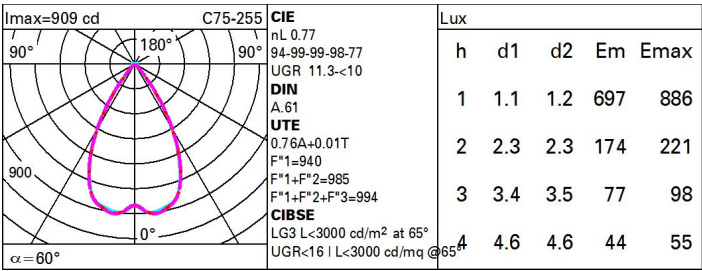 Imax=909 cd C75-255
90° 180° 90°
900
0°
α=60°
CIE
nL 0.77
94-99-99-98-77
UGR 11.3-<10
DIN
A.61
UTE
0.76A+0.01T
F"1=940
F"1+F"2=985
F"1+F"2+F"3=994
CIBSE
LG3 L<3000 cd/m² at 65°
UGR<16 | L<3000 cd/mq @65°
Lux
h d1 d2 Em Emax
1 1.1 1.2 697 886
2 2.3 2.3 174 221
3 3.4 3.5 77 98
4 4.6 4.6 44 55